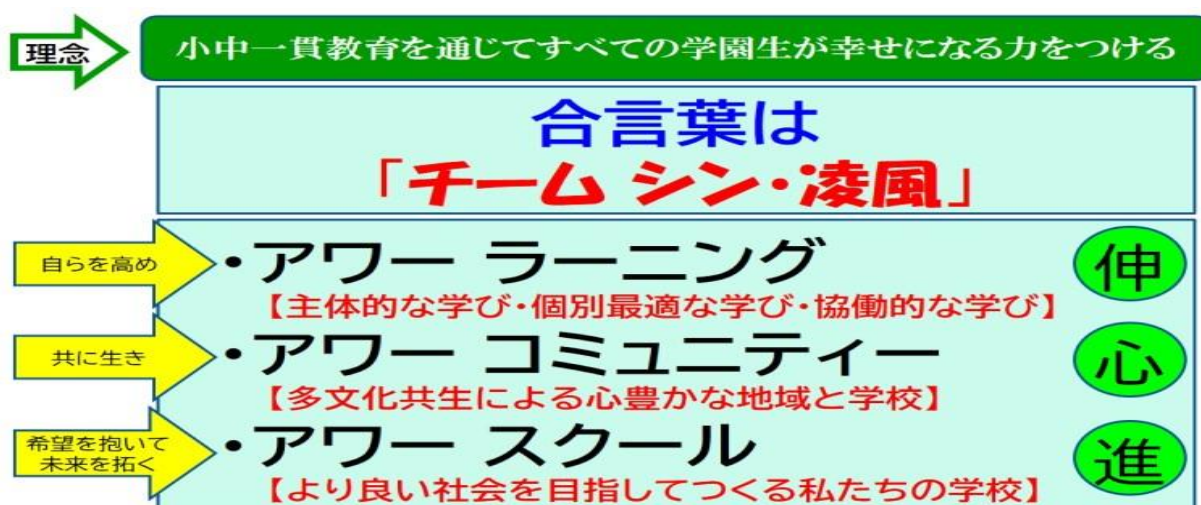 理念
小中一貫教育を通じてすべての学園生が幸せになる力をつける
合言葉は
「チーム シン・凌風」
自らを高め
・アワー ラーニング
伸
【主体的な学び・個別最適な学び・協働的な学び】
共に生き
・アワー コミュニティー
心
【多文化共生による心豊かな地域と学校】
希望を抱いて
未来を拓く
・アワー スクール
進
【より良い社会を目指してつくる私たちの学校】